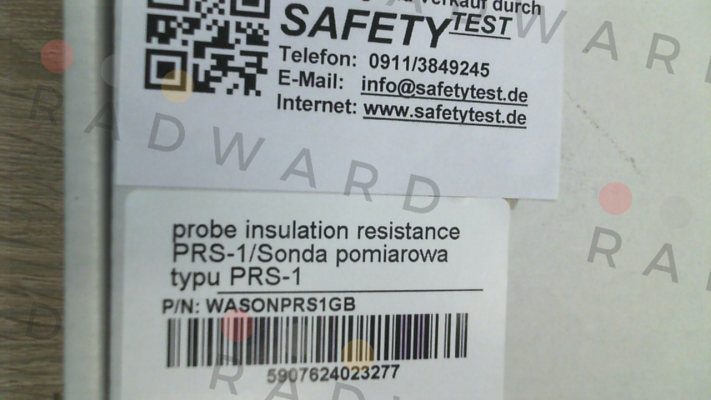 Verkauf durch
SAFETYTEST
Telefon: 0911/3849245
E-Mail: info@safetytest.de
Internet: www.safetytest.de
RADWARD
probe insulation resistance
PRS-1/Sonda pomiarowa
typu PRS-1
P/N: WASONPRS1GB
5907624023277